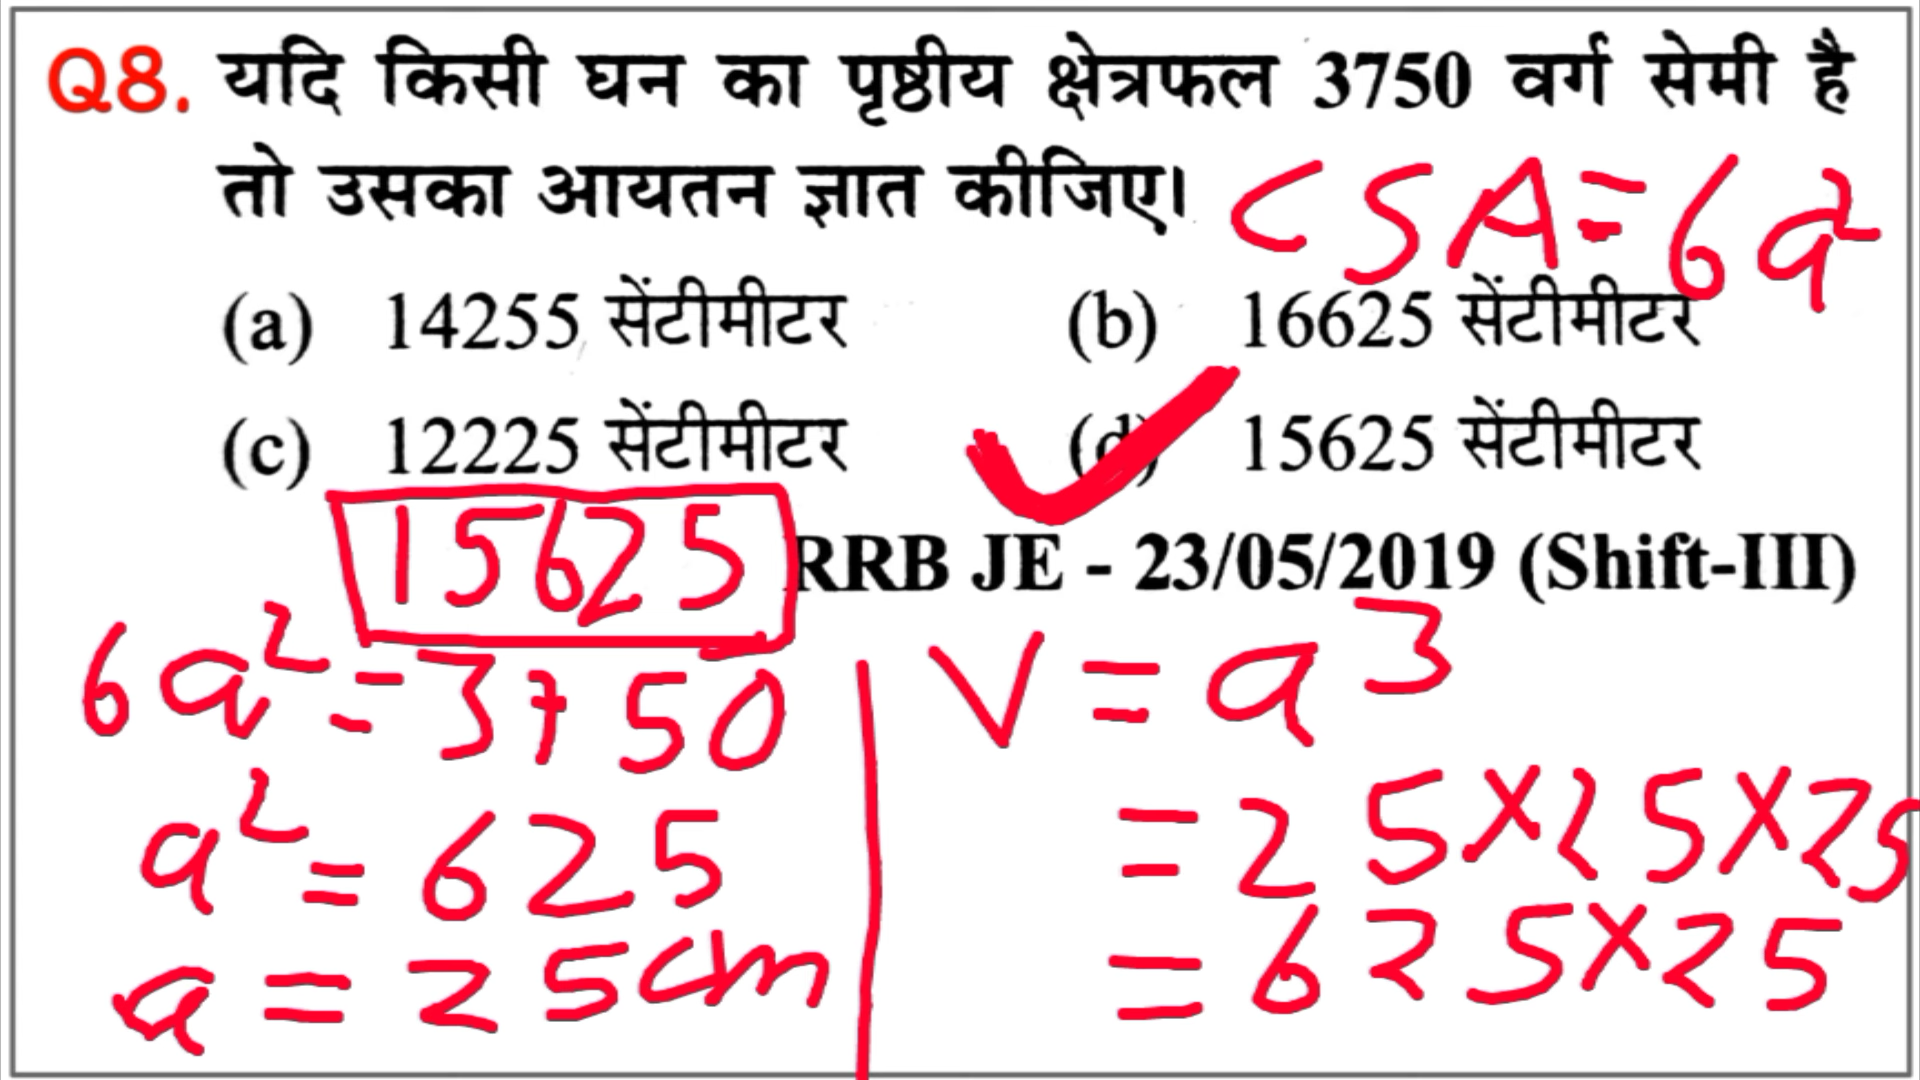 Q8. यदि किसी घन का पृष्ठीय क्षेत्रफल 3750 वर्ग सेमी है
तो उसका आयतन ज्ञात कीजिए।
CSA = 6a²
(a) 14255 सेंटीमीटर (b) 16625 सेंटीमीटर
(c) 12225 सेंटीमीटर (d) 15625 सेंटीमीटर
15625
RRB JE - 23/05/2019 (Shift-III)
6a² = 3750
a² = 625
a = 25cm
V = a³
= 25×25×25
= 625×25